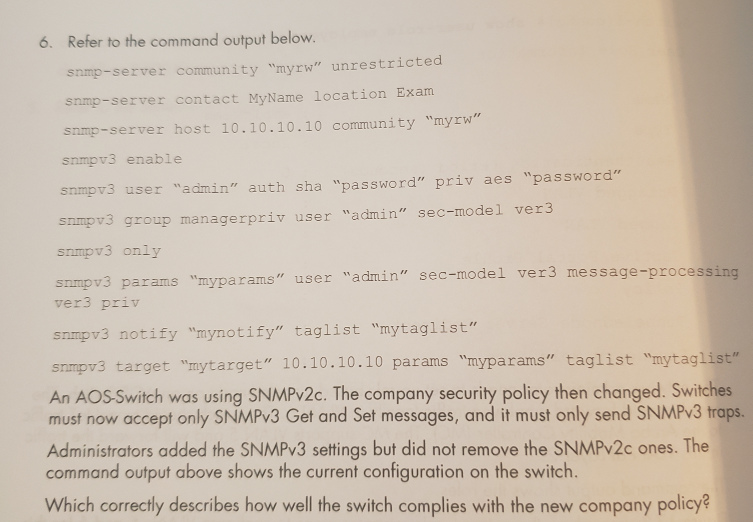 6. Refer to the command output below.
snmp-server community “myrw” unrestricted
snmp-server contact MyName location Exam
snmp-server host 10.10.10.10 community “myrw”
snmpv3 enable
snmpv3 user “admin” auth sha “password” priv aes “password”
snmpv3 group managerpriv user “admin” sec-model ver3
snmpv3 only
snmpv3 params “myparams” user “admin” sec-model ver3 message-processing
ver3 priv
snmpv3 notify “mynotify” taglist “mytaglist”
snmpv3 target “mytarget” 10.10.10.10 params “myparams” taglist “mytaglist”
An AOS-Switch was using SNMPv2c. The company security policy then changed. Switches
must now accept only SNMPv3 Get and Set messages, and it must only send SNMPv3 traps.
Administrators added the SNMPv3 settings but did not remove the SNMPv2c ones. The
command output above shows the current configuration on the switch.
Which correctly describes how well the switch complies with the new company policy?